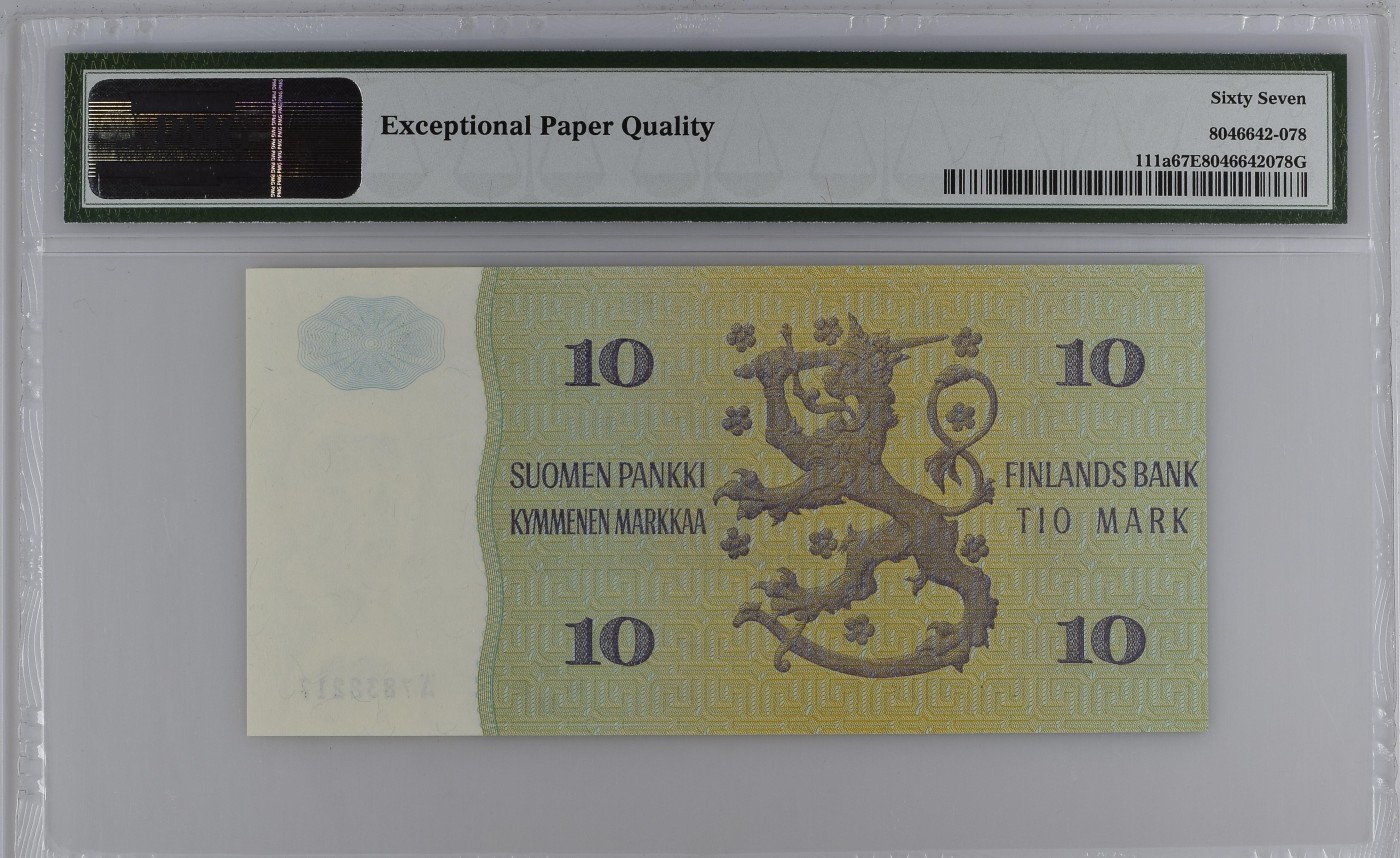 Exceptional Paper Quality
Sixty Seven
8046642-078
111a67E8046642078G
10
10
SUOMEN PANKKI
FINLANDS BANK
KYMMENEN MARKKAA
TIO MARK
10
10